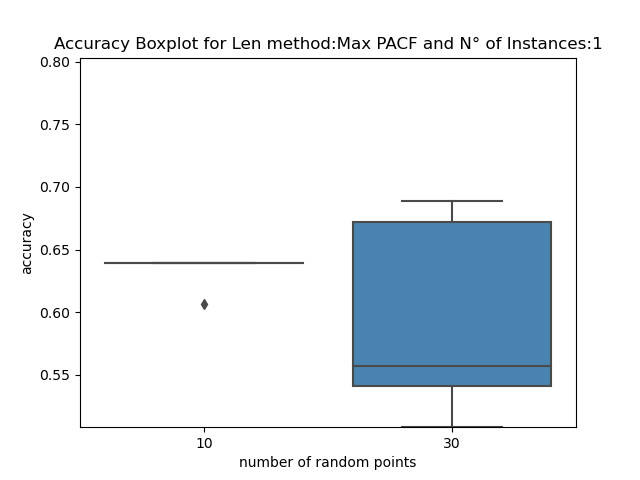 Accuracy Boxplot for Len method:Max PACF and N° of Instances:1
0.80
0.75
0.70
0.65
0.60
0.55
accuracy
10
30
number of random points